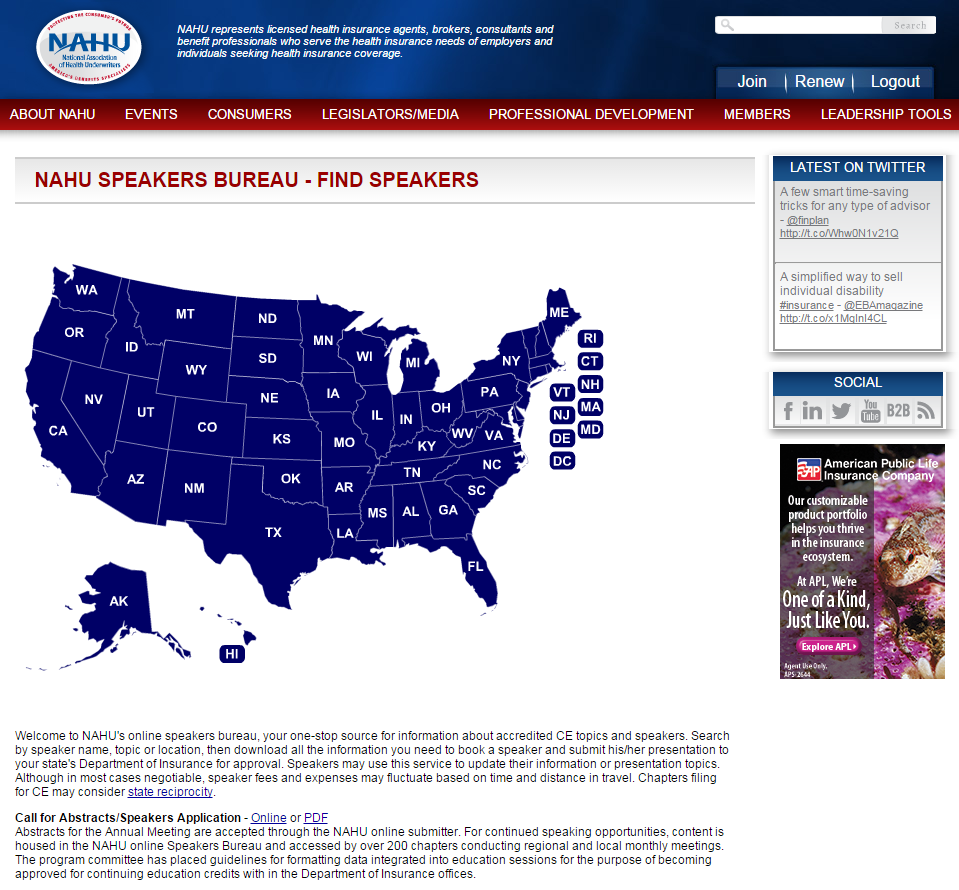 PROTECTING THE CONSUMER'S FUTURE
NAHU
National Association
of Health Underwriters
AMERICA'S BENEFITS SPECIALISTS
NAHU represents licensed health insurance agents, brokers, consultants and
benefit professionals who serve the health insurance needs of employers and
individuals seeking health insurance coverage.
Search
Join
Renew
Logout
ABOUT NAHU
EVENTS
CONSUMERS
LEGISLATORS/MEDIA
PROFESSIONAL DEVELOPMENT
MEMBERS
LEADERSHIP TOOLS
NAHU SPEAKERS BUREAU - FIND SPEAKERS
WA
OR
ID
MT
ND
SD
WY
NE
NV
UT
CO
KS
CA
AZ
NM
OK
TX
MN
IA
MO
AR
LA
WI
IL
MI
IN
OH
KY
TN
MS
AL
GA
FL
SC
NC
VA
WV
PA
NY
ME
RI
CT
NH
VT
MA
NJ
MD
DE
DC
AK
HI
LATEST ON TWITTER
A few smart time-saving
tricks for any type of advisor
- @finplan
http://t.co/Whw0N1v21Q
A simplified way to sell
individual disability
#insurance - @EBAmagazine
http://t.co/x1MqlnI4CL
SOCIAL
f in You Tube B2B
AP American Public Life
Insurance Company
Our customizable
product portfolio
helps you thrive
in the insurance
ecosystem.
At APL, We're
One of a Kind,
Just Like You.
Explore APL
Agent Use Only.
APS-2644
Welcome to NAHU's online speakers bureau, your one-stop source for information about accredited CE topics and speakers. Search
by speaker name, topic or location, then download all the information you need to book a speaker and submit his/her presentation to
your state's Department of Insurance for approval. Speakers may use this service to update their information or presentation topics.
Although in most cases negotiable, speaker fees and expenses may fluctuate based on time and distance in travel. Chapters filing
for CE may consider state reciprocity.
Call for Abstracts/Speakers Application - Online or PDF
Abstracts for the Annual Meeting are accepted through the NAHU online submitter. For continued speaking opportunities, content is
housed in the NAHU online Speakers Bureau and accessed by over 200 chapters conducting regional and local monthly meetings.
The program committee has placed guidelines for formatting data integrated into education sessions for the purpose of becoming
approved for continuing education credits with in the Department of Insurance offices.